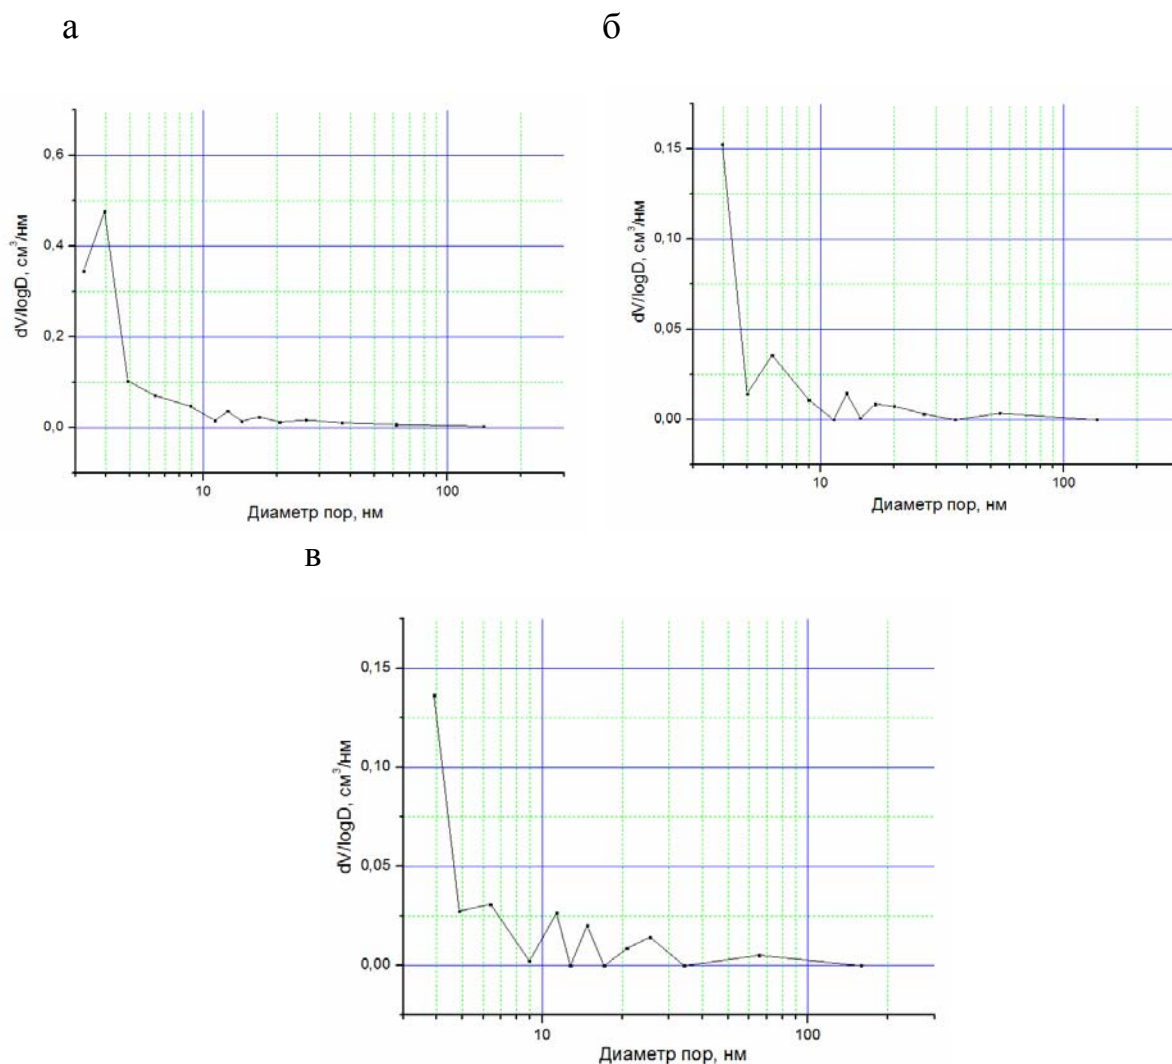 а
б
0,6
0,4
0,2
0,0
dV/logD, см³/нм
10
100
Диаметр пор, нм
0,15
0,10
0,05
0,00
dV/logD, см³/нм
10
100
Диаметр пор, нм
в
0,15
0,10
0,05
0,00
dV/logD, см³/нм
10
100
Диаметр пор, нм